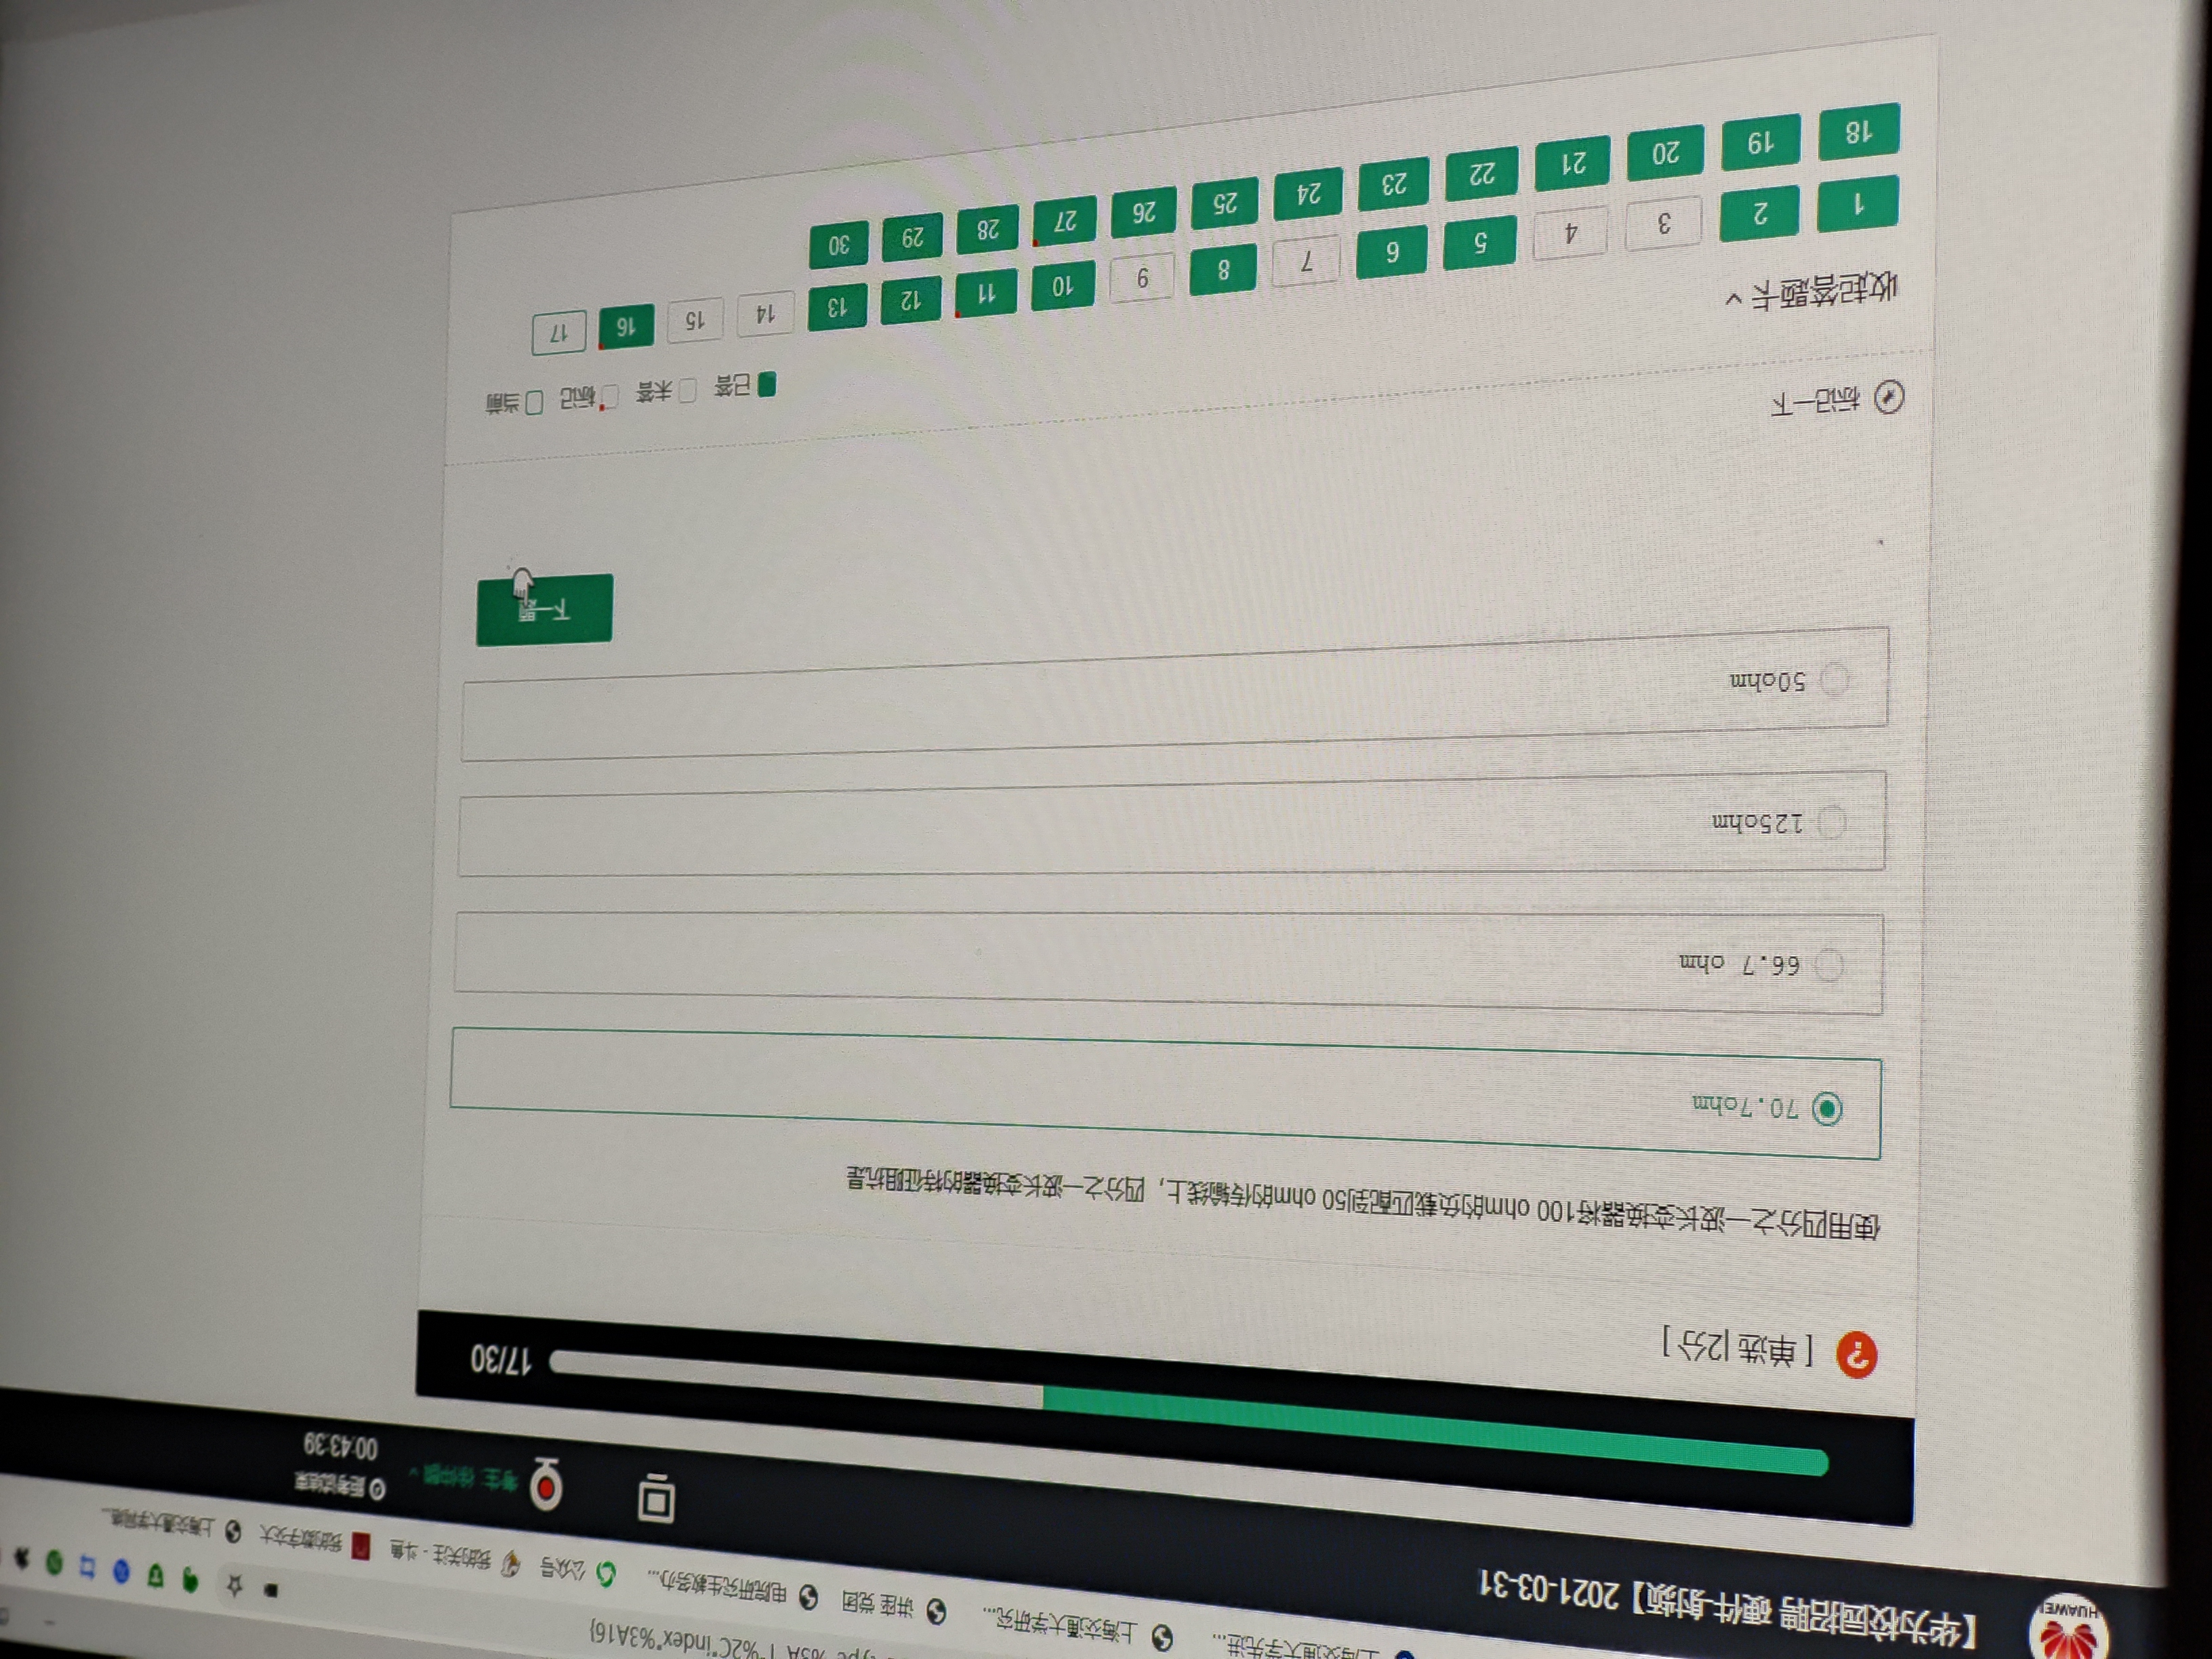 "%2C"index"%3A16}
上海交通大学先进...
上海交通大学研究...
讲座 党团
电院研究生教务办...
公众号
我的关注 - 斗鱼
我的数字交大
上海交通大学网络...
HUAWEI
【华为校园招聘 硬件-射频】2021-03-31
考生:
距考试结束
00:43:39
17/30
[ 单选 |2分 ]
使用四分之一波长变换器将100 ohm的负载匹配到50 ohm的传输线上，四分之一波长变换器的特征阻抗是
70.7ohm
66.7 ohm
125ohm
50ohm
下一题
标记一下
已答 未答 标记 当前
收起答题卡
1 2 3 4 5 6 7 8 9 10 11 12 13 14 15 16 17
18 19 20 21 22 23 24 25 26 27 28 29 30